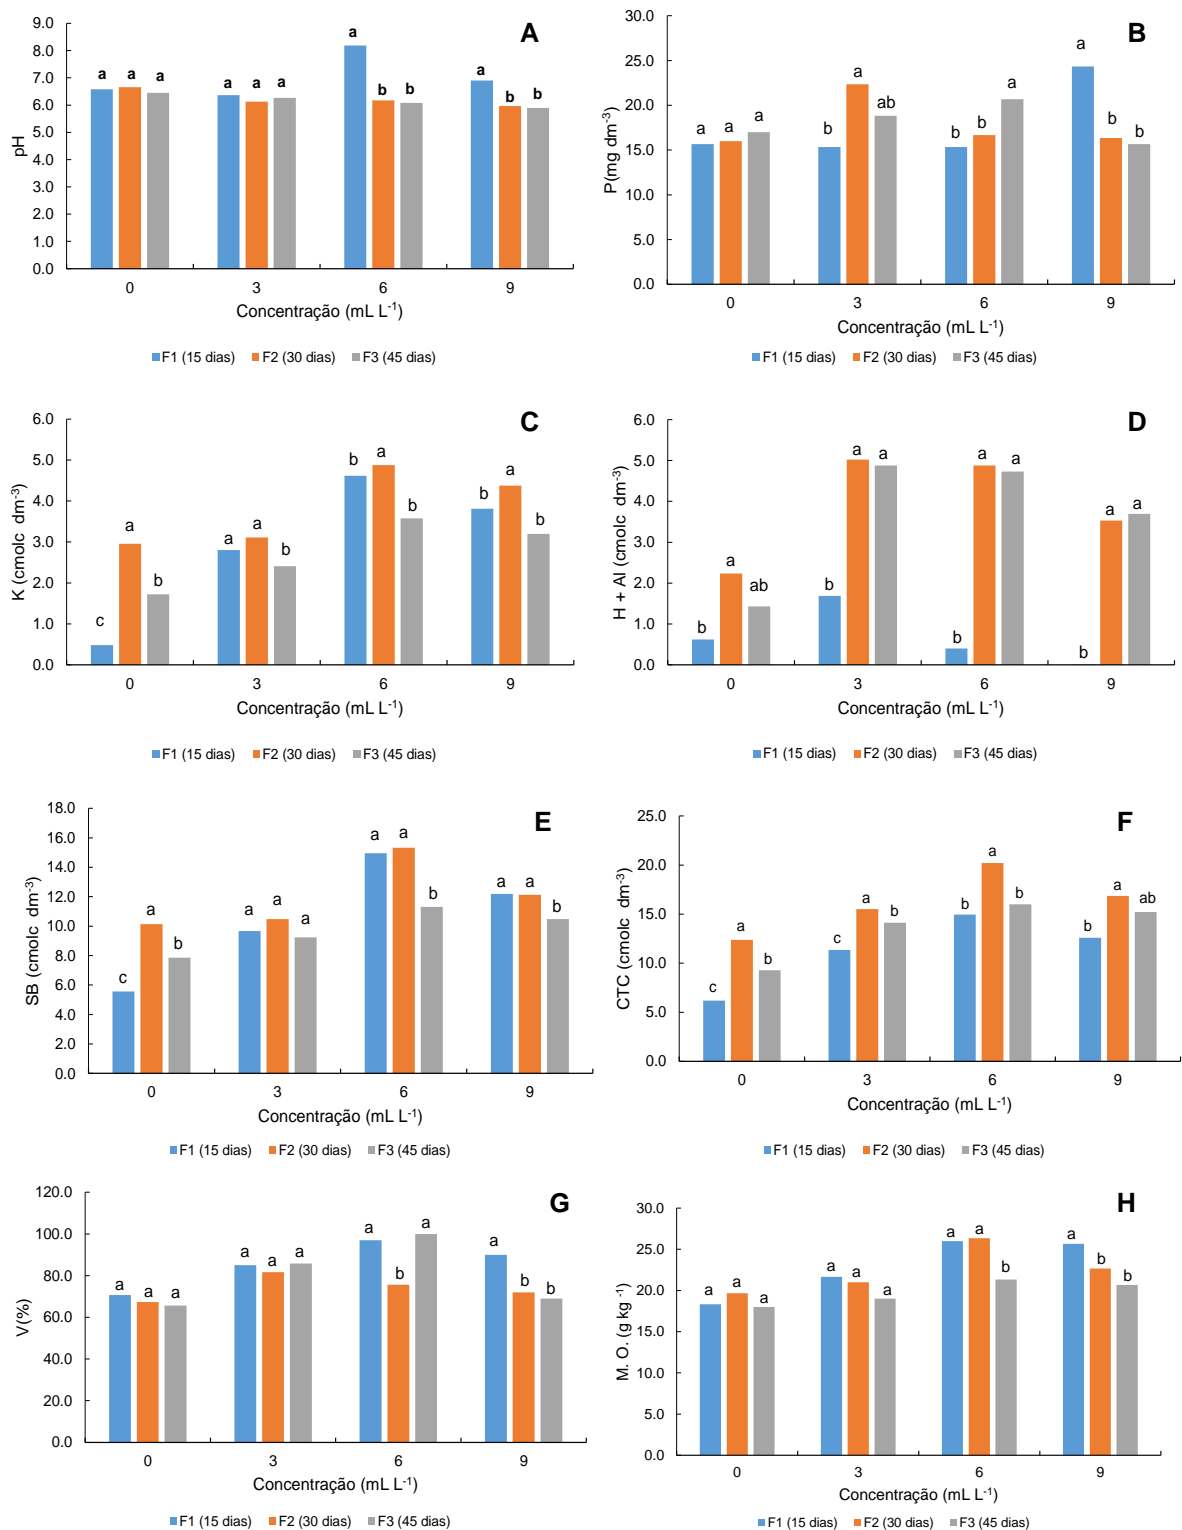 A
9.0
8.0
7.0
6.0
5.0
4.0
3.0
2.0
1.0
0.0
pH
a a a
a a a
a b b
a b b
0 3 6 9
Concentração (mL L⁻¹)
F1 (15 dias) F2 (30 dias) F3 (45 dias)
B
30.0
25.0
20.0
15.0
10.0
5.0
0.0
P(mg dm⁻³)
a a a
b a ab
b b a
a b b
0 3 6 9
Concentração (mL L⁻¹)
F1 (15 dias) F2 (30 dias) F3 (45 dias)
C
6.0
5.0
4.0
3.0
2.0
1.0
0.0
K (cmolc dm⁻³)
c a b
a a b
b a b
b a b
0 3 6 9
Concentração (mL L⁻¹)
F1 (15 dias) F2 (30 dias) F3 (45 dias)
D
6.0
5.0
4.0
3.0
2.0
1.0
0.0
H + Al (cmolc dm⁻³)
b a ab
b a a
b a a
b a a
0 3 6 9
Concentração (mL L⁻¹)
F1 (15 dias) F2 (30 dias) F3 (45 dias)
E
18.0
16.0
14.0
12.0
10.0
8.0
6.0
4.0
2.0
0.0
SB (cmolc dm⁻³)
c a b
a a a
a a b
a a b
0 3 6 9
Concentração (mL L⁻¹)
F1 (15 dias) F2 (30 dias) F3 (45 dias)
F
25.0
20.0
15.0
10.0
5.0
0.0
CTC (cmolc dm⁻³)
c a b
c a b
b a b
b a ab
0 3 6 9
Concentração (mL L⁻¹)
F1 (15 dias) F2 (30 dias) F3 (45 dias)
G
120.0
100.0
80.0
60.0
40.0
20.0
0.0
V(%)
a a a
a a a
a b a
a b b
0 3 6 9
Concentração (mL L⁻¹)
F1 (15 dias) F2 (30 dias) F3 (45 dias)
H
30.0
25.0
20.0
15.0
10.0
5.0
0.0
M. O. (g kg ⁻¹)
a a a
a a a
a a b
a b b
0 3 6 9
Concentração (mL L⁻¹)
F1 (15 dias) F2 (30 dias) F3 (45 dias)